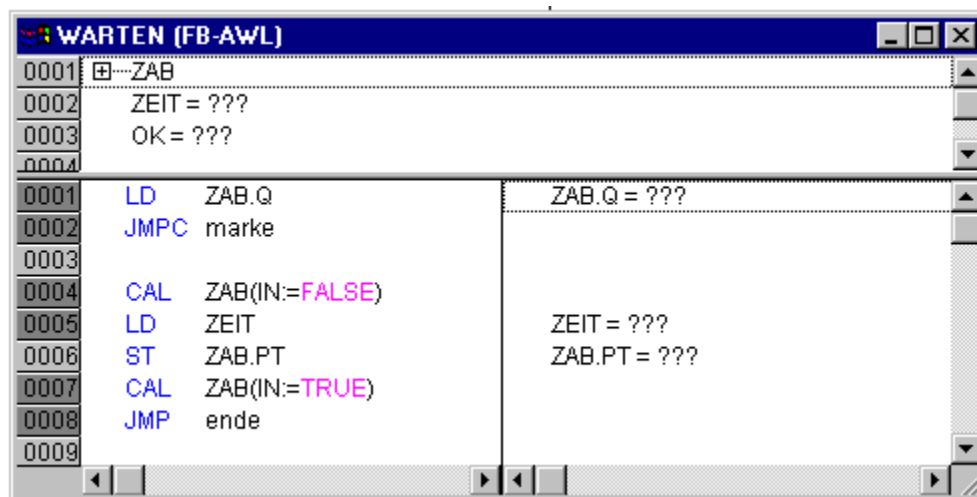 WARTEN (FB-AWL)
0001 ZAB
0002 ZEIT = ???
0003 OK = ???
0004
0001 LD ZAB.Q ZAB.Q = ???
0002 JMPC marke
0003
0004 CAL ZAB(IN:=FALSE)
0005 LD ZEIT ZEIT = ???
0006 ST ZAB.PT ZAB.PT = ???
0007 CAL ZAB(IN:=TRUE)
0008 JMP ende
0009